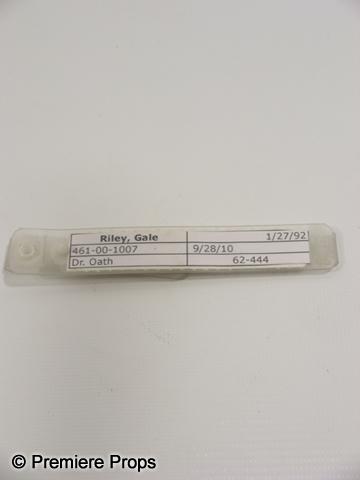 Riley, Gale 1/27/92
461-00-1007 9/28/10
Dr. Oath 62-444
© Premiere Props